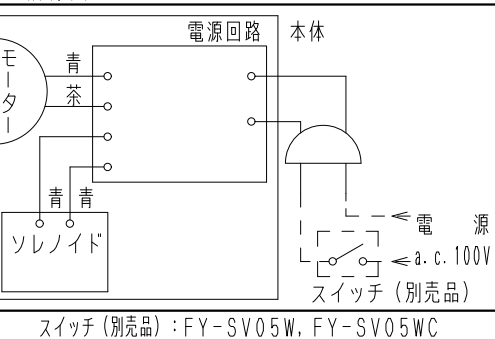 電源回路 本体
モーター
青
茶
青 青
ソレノイド
電 源
a.c.100V
スイッチ（別売品）
スイッチ（別売品）：FY-SV05W, FY-SV05WC